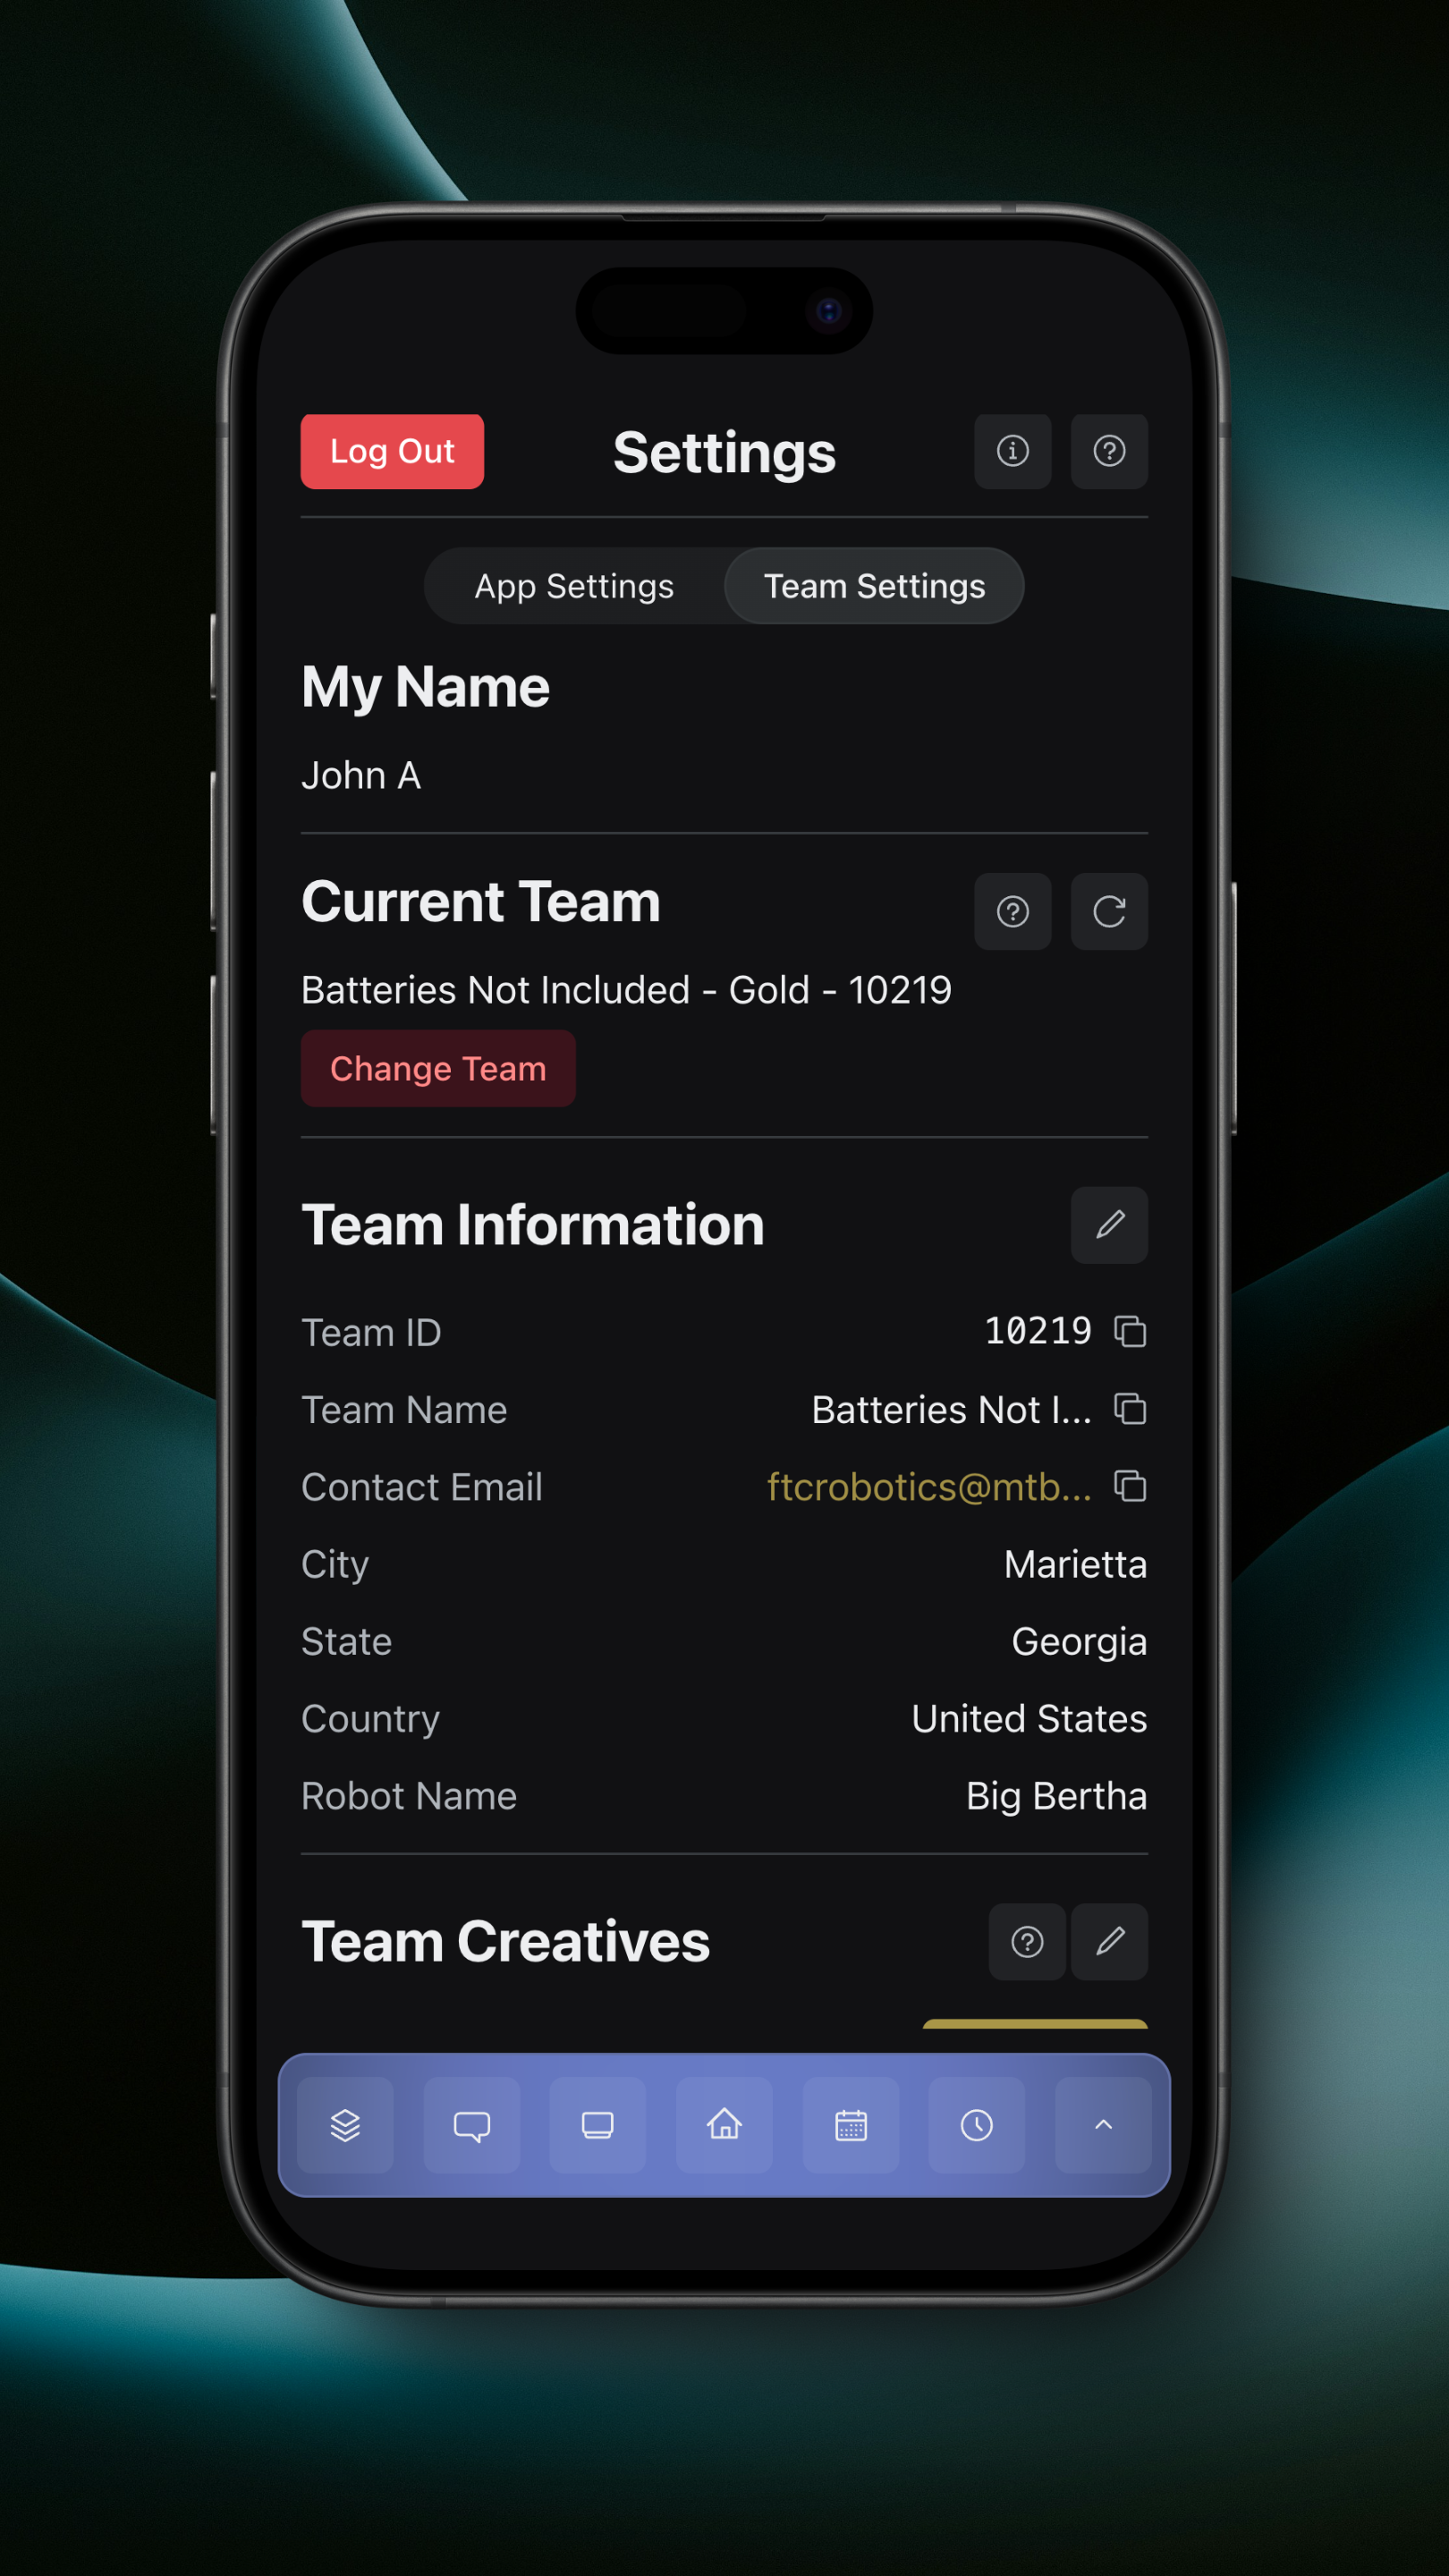 Log Out
Settings
App Settings
Team Settings
My Name
John A
Current Team
Batteries Not Included - Gold - 10219
Change Team
Team Information
Team ID 10219
Team Name Batteries Not I...
Contact Email ftcrobotics@mtb...
City Marietta
State Georgia
Country United States
Robot Name Big Bertha
Team Creatives